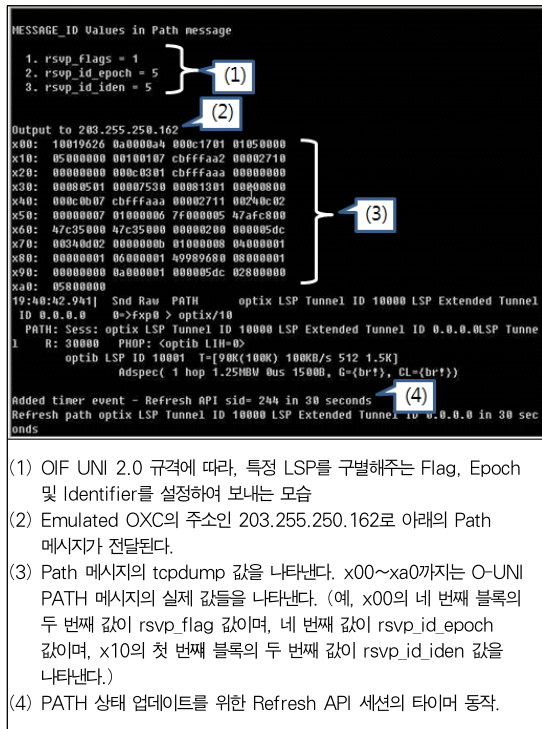 MESSAGE_ID Values in Path message
1. rsvp_flags = 1
2. rsvp_id_epoch = 5
3. rsvp_id_iden = 5
(1)
(2)
Output to 203.255.250.162
x00: 10019626 0a0000a4 000c1701 01050000
x10: 05000000 00100107 cbfffaa2 00002710
x20: 00000000 000c0301 cbfffaaa 00000000
x30: 00080501 00007530 00081301 00000800
x40: 000c0b07 cbfffaaa 00002711 00240c02
x50: 00000007 01000006 7f000005 47afc800
x60: 47c35000 47c35000 00000200 000005dc
x70: 00340d02 0000000b 01000008 04000001
x80: 00000001 06000001 49989680 08000001
x90: 00000000 0a000001 000005dc 02800000
xa0: 05800000
(3)
19:40:42.941| Snd Raw PATH optix LSP Tunnel ID 10000 LSP Extended Tunnel
ID 0.0.0.0 0=>fxp0 > optix/10
PATH: Sess: optix LSP Tunnel ID 10000 LSP Extended Tunnel ID 0.0.0.0LSP Tunne
l R: 30000 PHOP: <optib LIH=0>
optib LSP ID 10001 T=[90K(100K) 100KB/s 512 1.5K]
Adspec( 1 hop 1.25MBW 0us 1500B, G={br!}, CL={br!})
(4)
Added timer event - Refresh API sid= 244 in 30 seconds
Refresh path optix LSP Tunnel ID 10000 LSP Extended Tunnel ID 0.0.0.0 in 30 sec
onds
(1) OIF UNI 2.0 규격에 따라, 특정 LSP를 구별해주는 Flag, Epoch
및 Identifier를 설정하여 보내는 모습
(2) Emulated OXC의 주소인 203.255.250.162로 아래의 Path
메시지가 전달된다.
(3) Path 메시지의 tcpdump 값을 나타낸다. x00~xa0까지는 O-UNI
PATH 메시지의 실제 값들을 나타낸다. (예, x00의 네 번째 블록의
두 번째 값이 rsvp_flag 값이며, 네 번째 값이 rsvp_id_epoch
값이며, x10의 첫 번째 블록의 두 번째 값이 rsvp_id_iden 값을
나타낸다.)
(4) PATH 상태 업데이트를 위한 Refresh API 세션의 타이머 동작.